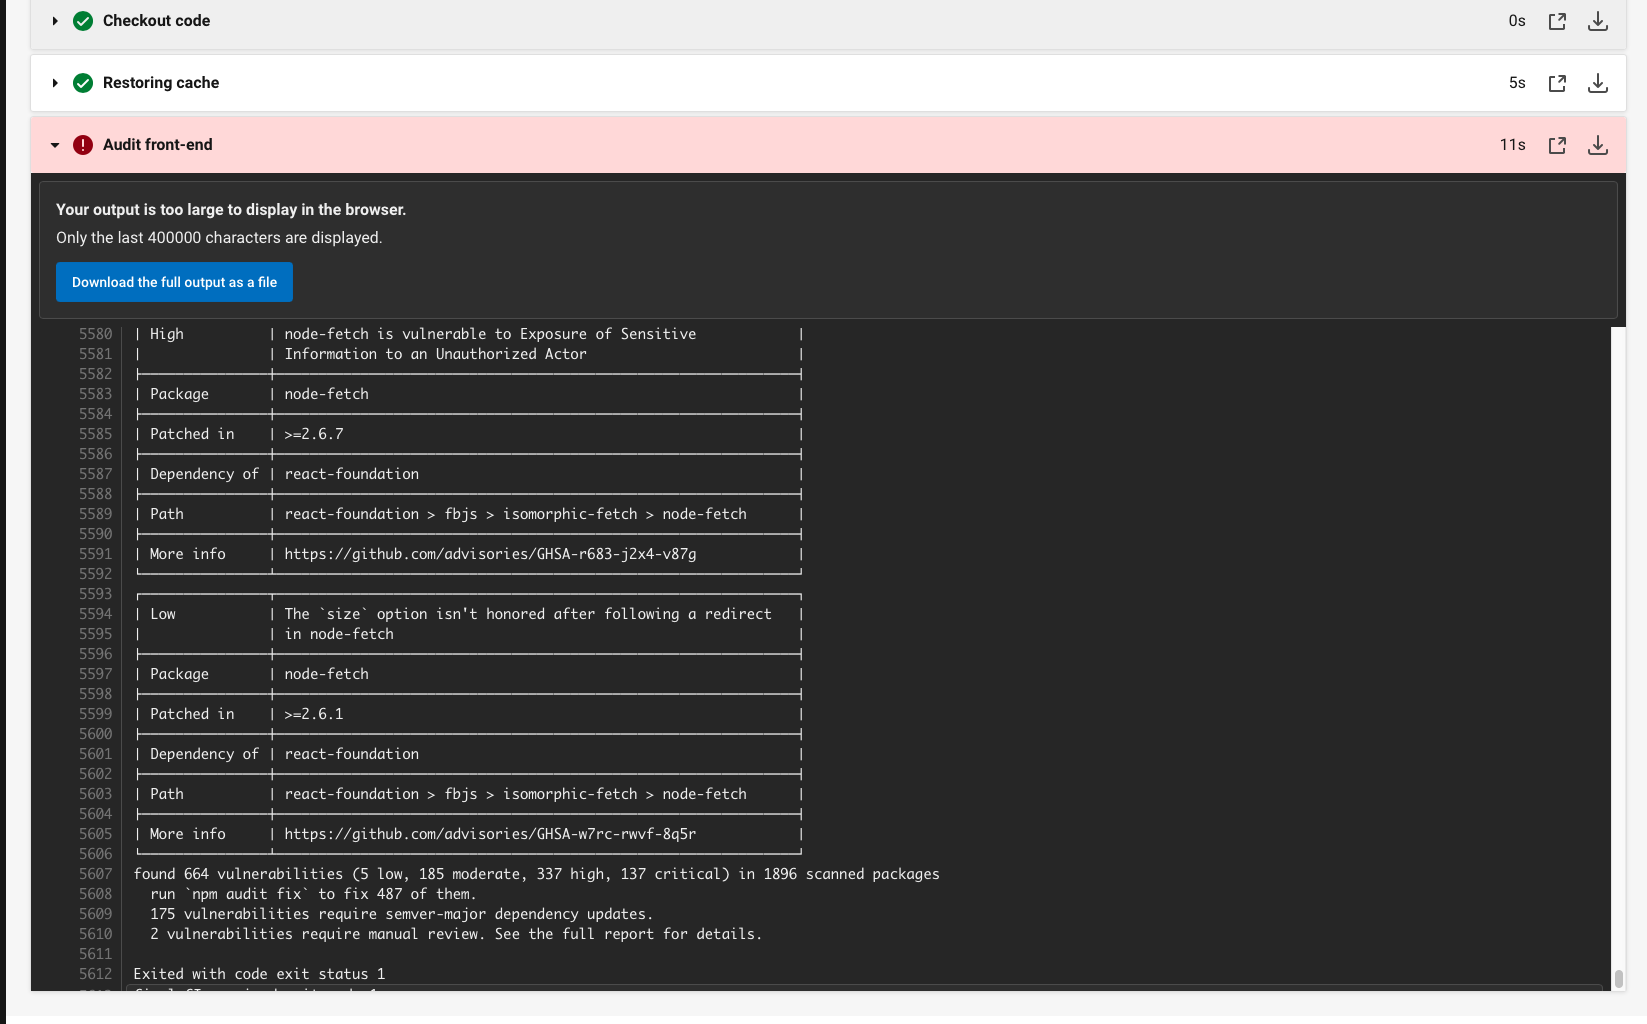 Checkout code 0s
Restoring cache 5s
! Audit front-end 11s
Your output is too large to display in the browser.
Only the last 400000 characters are displayed.
Download the full output as a file
5580 | High | node-fetch is vulnerable to Exposure of Sensitive |
5581 | | Information to an Unauthorized Actor |
5582
5583 | Package | node-fetch |
5584
5585 | Patched in | >=2.6.7 |
5586
5587 | Dependency of | react-foundation |
5588
5589 | Path | react-foundation > fbjs > isomorphic-fetch > node-fetch |
5590
5591 | More info | https://github.com/advisories/GHSA-r683-j2x4-v87g |
5592
5593
5594 | Low | The `size` option isn't honored after following a redirect |
5595 | | in node-fetch |
5596
5597 | Package | node-fetch |
5598
5599 | Patched in | >=2.6.1 |
5600
5601 | Dependency of | react-foundation |
5602
5603 | Path | react-foundation > fbjs > isomorphic-fetch > node-fetch |
5604
5605 | More info | https://github.com/advisories/GHSA-w7rc-rwvf-8q5r |
5606
5607 found 664 vulnerabilities (5 low, 185 moderate, 337 high, 137 critical) in 1896 scanned packages
5608 run `npm audit fix` to fix 487 of them.
5609 175 vulnerabilities require semver-major dependency updates.
5610 2 vulnerabilities require manual review. See the full report for details.
5611
5612 Exited with code exit status 1